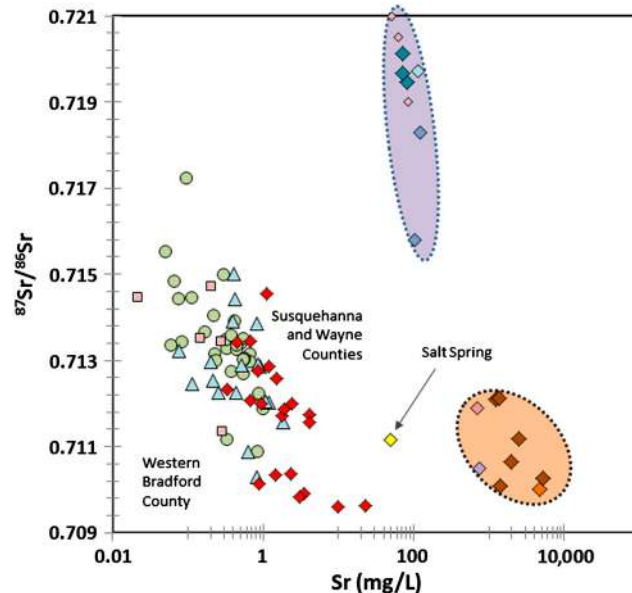 0.721
0.719
0.717
0.715
0.713
0.711
0.709
⁸⁷Sr/⁸⁶Sr
Susquehanna
and Wayne
Counties
Salt Spring
Western
Bradford
County
0.01
1
100
10,000
Sr (mg/L)